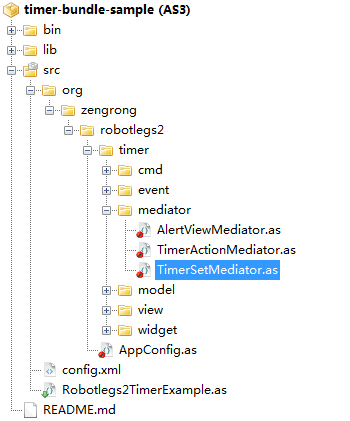 timer-bundle-sample (AS3)
bin
lib
src
org
zengrong
robotlegs2
timer
cmd
event
mediator
AlertViewMediator.as
TimerActionMediator.as
TimerSetMediator.as
model
view
widget
AppConfig.as
config.xml
Robotlegs2TimerExample.as
README.md